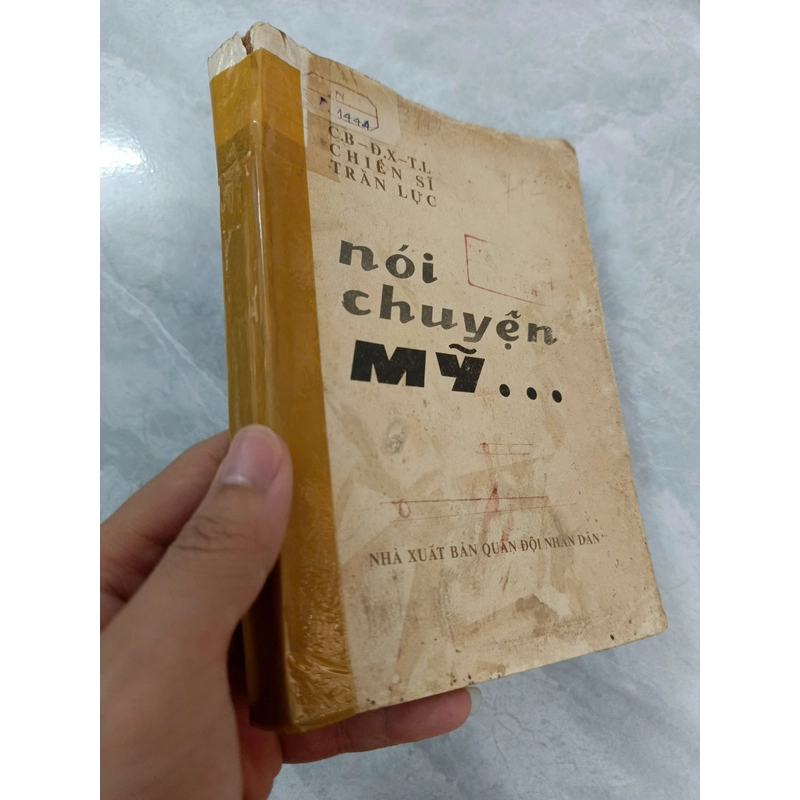 N
1444
C.B-Đ.X-T.L
CHIẾN SĨ
TRẦN LỰC
nói
chuyện
MỸ...
NHÀ XUẤT BẢN QUÂN ĐỘI NHÂN DÂN